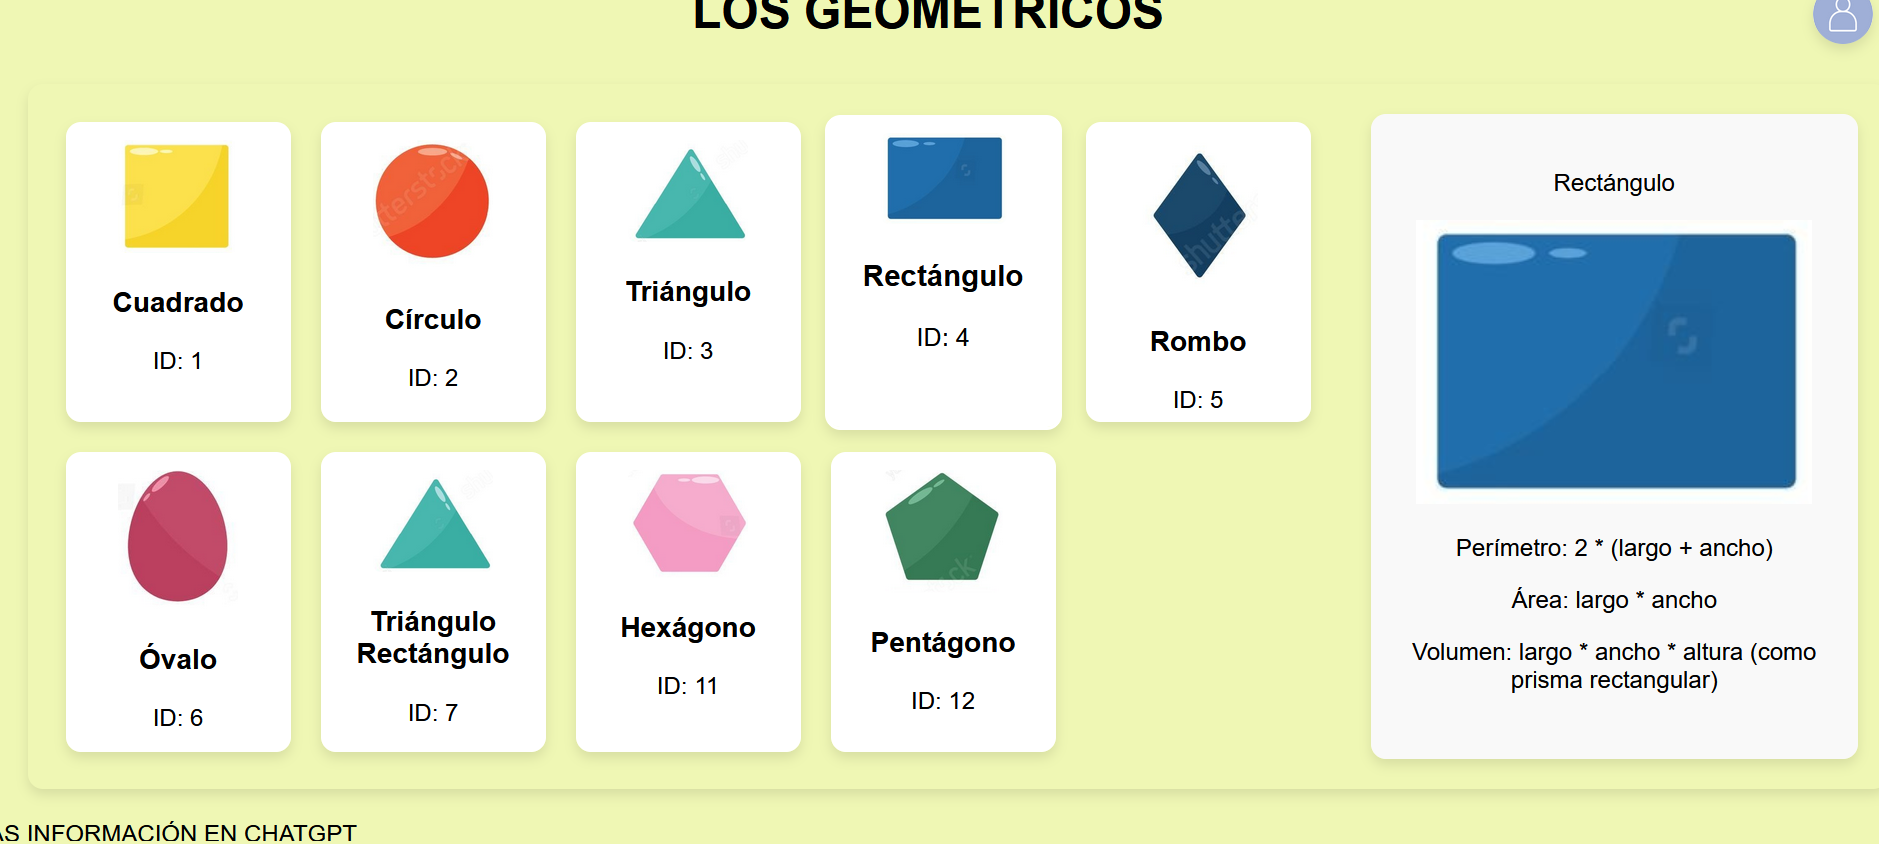 LOS GEOMETRICOS
Cuadrado
ID: 1
Círculo
ID: 2
Triángulo
ID: 3
Rectángulo
ID: 4
Rombo
ID: 5
Óvalo
ID: 6
Triángulo
Rectángulo
ID: 7
Hexágono
ID: 11
Pentágono
ID: 12
Rectángulo
Perímetro: 2 * (largo + ancho)
Área: largo * ancho
Volumen: largo * ancho * altura (como
prisma rectangular)
INFORMACIÓN EN CHATGPT